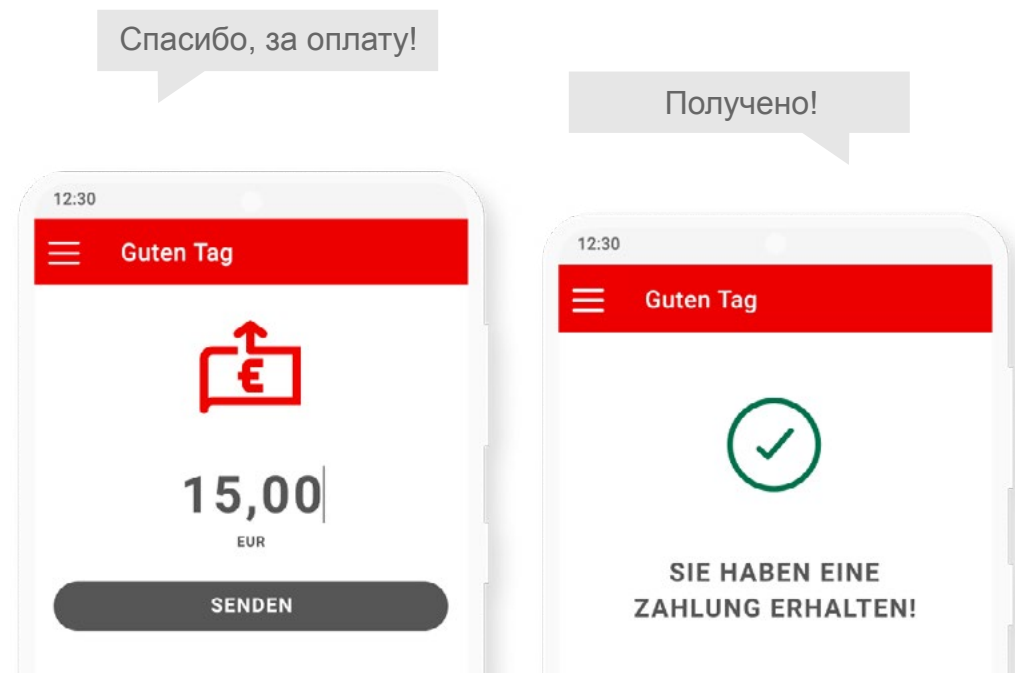 Спасибо, за оплату!
Получено!
12:30
Guten Tag
€
15,00
EUR
SENDEN
12:30
Guten Tag
SIE HABEN EINE
ZAHLUNG ERHALTEN!